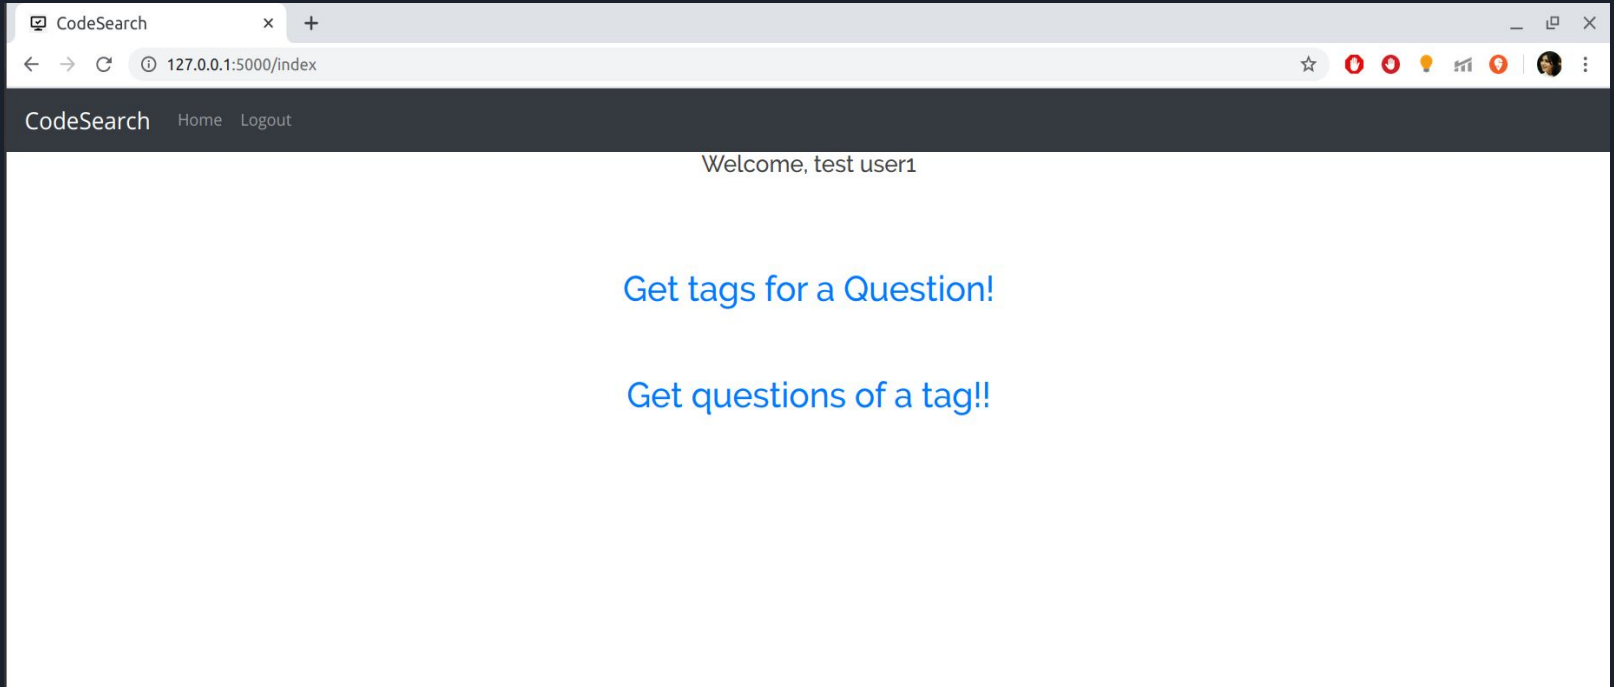 CodeSearch
127.0.0.1:5000/index
CodeSearch Home Logout
Welcome, test user1
Get tags for a Question!
Get questions of a tag!!